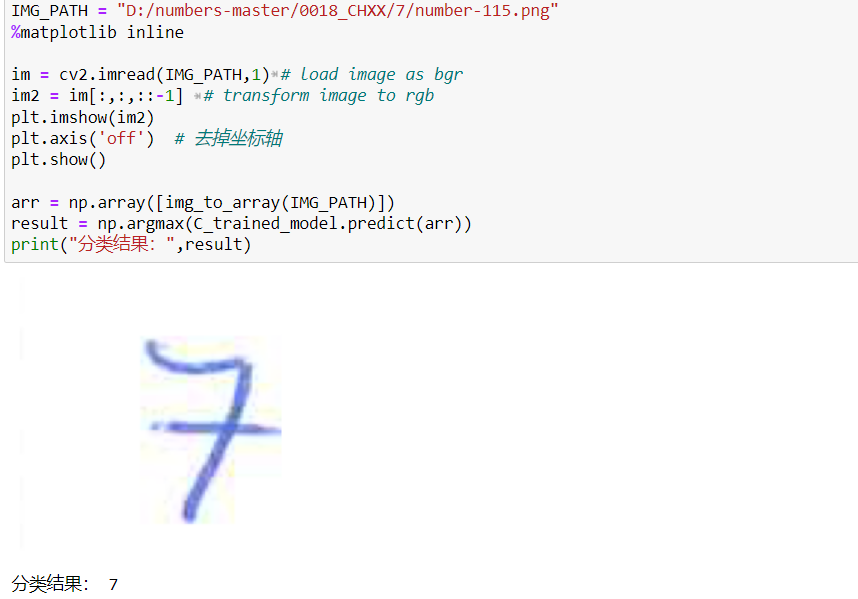 IMG_PATH = "D:/numbers-master/0018_CHXX/7/number-115.png"
%matplotlib inline
im = cv2.imread(IMG_PATH,1) # load image as bgr
im2 = im[:,:,::-1] # transform image to rgb
plt.imshow(im2)
plt.axis('off') # 去掉坐标轴
plt.show()
arr = np.array([img_to_array(IMG_PATH)])
result = np.argmax(C_trained_model.predict(arr))
print("分类结果：",result)
7
分类结果： 7